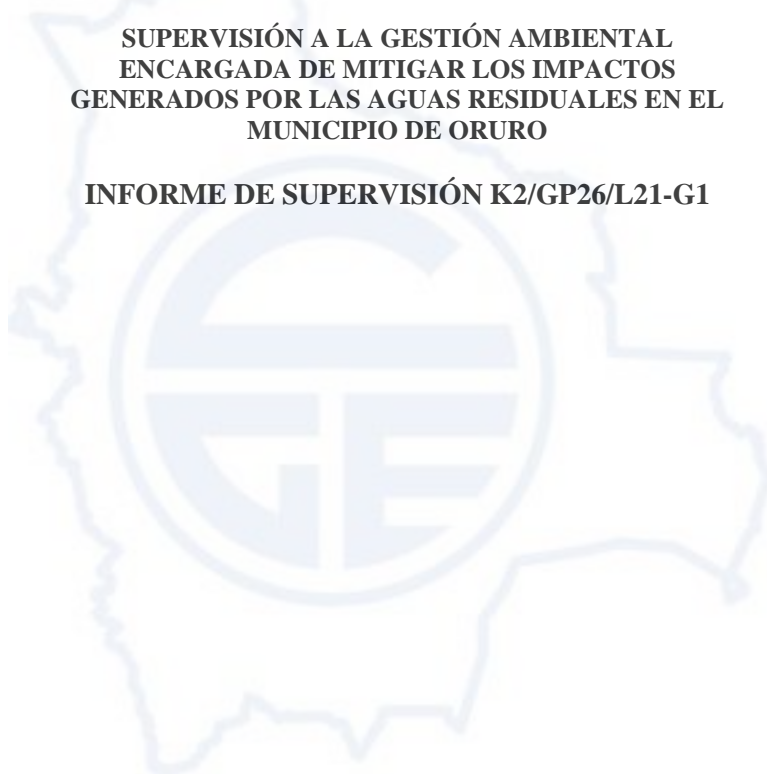 SUPERVISIÓN A LA GESTIÓN AMBIENTAL
ENCARGADA DE MITIGAR LOS IMPACTOS
GENERADOS POR LAS AGUAS RESIDUALES EN EL
MUNICIPIO DE ORURO
INFORME DE SUPERVISIÓN K2/GP26/L21-G1
CGE